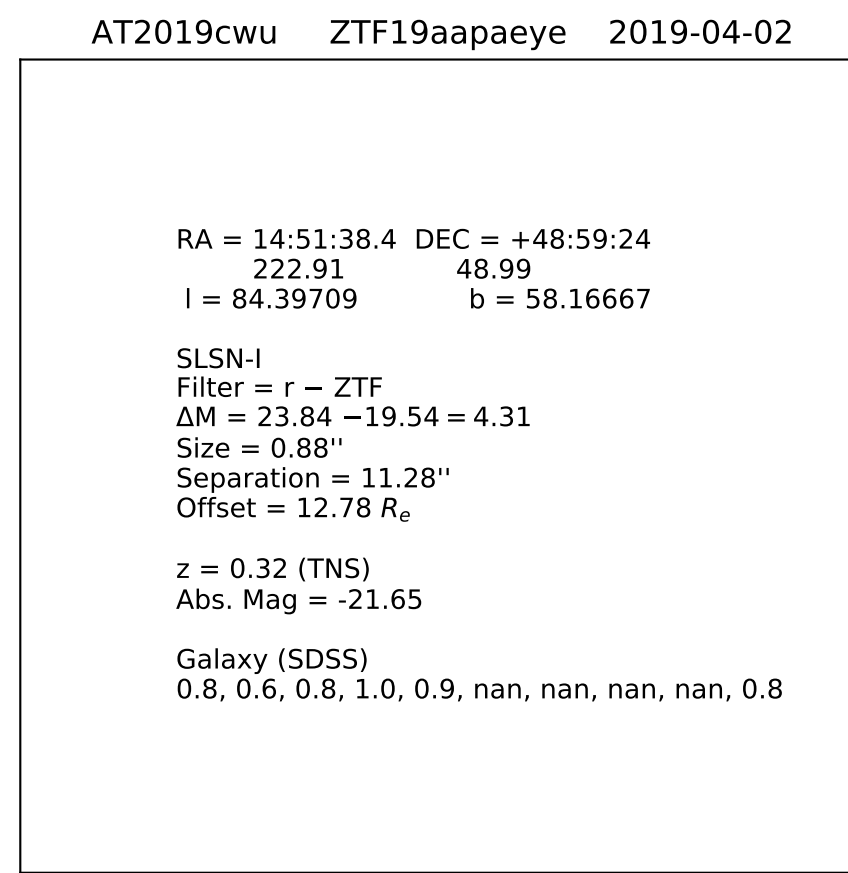 AT2019cwu ZTF19aapaeye 2019-04-02
RA = 14:51:38.4 DEC = +48:59:24
222.91 48.99
l = 84.39709 b = 58.16667
SLSN-I
Filter = r − ZTF
ΔM = 23.84 −19.54 = 4.31
Size = 0.88''
Separation = 11.28''
Offset = 12.78 Re
z = 0.32 (TNS)
Abs. Mag = -21.65
Galaxy (SDSS)
0.8, 0.6, 0.8, 1.0, 0.9, nan, nan, nan, nan, 0.8